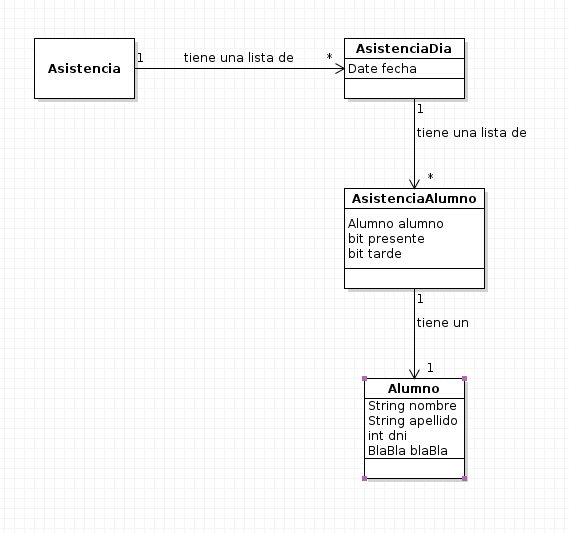 Asistencia
1 tiene una lista de *
AsistenciaDia
Date fecha
1
tiene una lista de
*
AsistenciaAlumno
Alumno alumno
bit presente
bit tarde
1
tiene un
1
Alumno
String nombre
String apellido
int dni
BlaBla blaBla